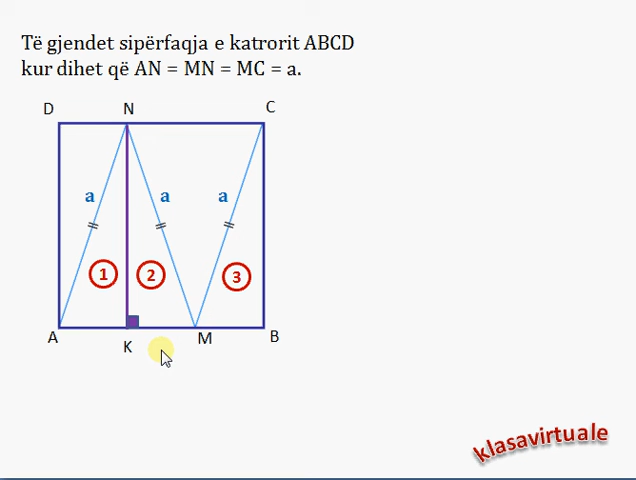 Të gjendet sipërfaqja e katrorit ABCD
kur dihet që AN = MN = MC = a.
D N C
a a a
1 2 3
A K M B
klasavirtuale